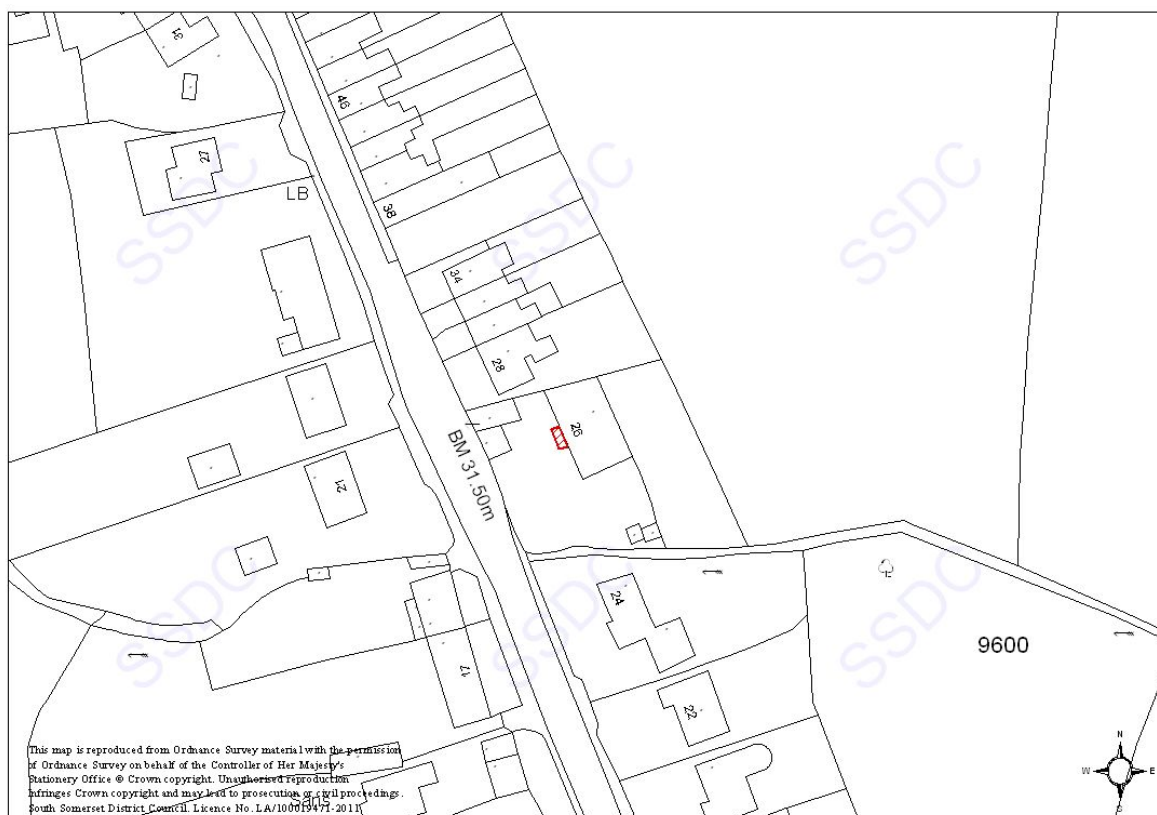 31
46
27
SSDC
SSDC
SSDC
LB
38
34
28
26
BM 31.50m
21
24
SSDC
SSDC
SSDC
9600
17
22
This map is reproduced from Ordnance Survey material with the permission
of Ordnance Survey on behalf of the Controller of Her Majesty's
Stationery Office © Crown copyright. Unauthorised reproduction
infringes Crown copyright and may lead to prosecution or civil proceedings.
South Somerset District Council. Licence No. LA/100019471-2011
N
W
E
S